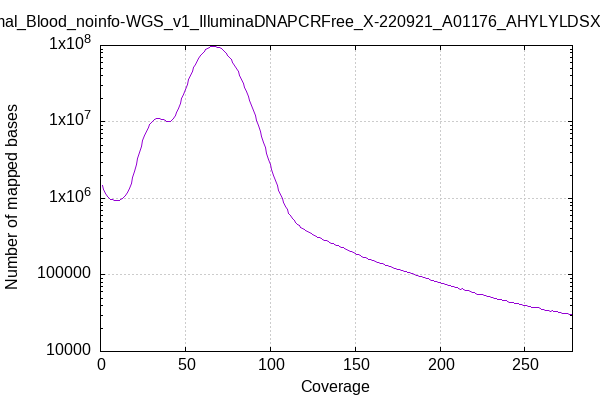 nal_Blood_noinfo-WGS_v1_IlluminaDNAPCRFree_X-220921_A01176_AHYLYLDSX
1x10^8
1x10^7
1x10^6
100000
10000
Number of mapped bases
0 50 100 150 200 250
Coverage